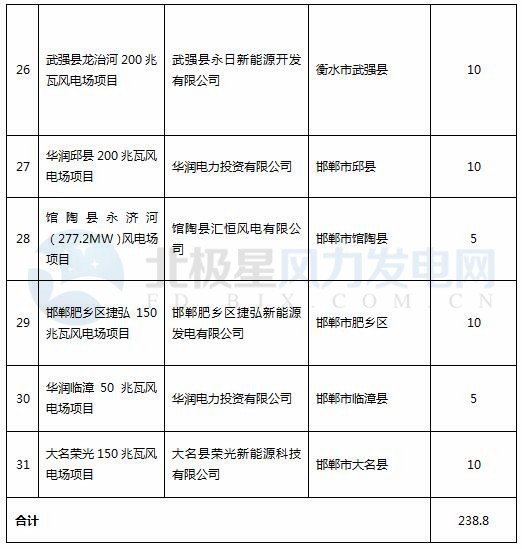 武强县龙治河 200 兆
瓦风电场项目
武强县永日新能源开发
有限公司
26
衡水市武强县
10
华润邱县 200 兆瓦风
电场项目
27
华润电力投资有限公司
邯郸市邱县
10
馆陶县永济河
（277.2MW）风电场
项目
28
馆陶县汇恒风电有限公
司
邯郸市馆陶县
5
邯郸肥乡区捷弘 150
兆瓦风电场项目
29
邯郸肥乡区捷弘新能源
发电有限公司
邯郸市肥乡区
10
华润临漳 50 兆瓦风
电场项目
30
华润电力投资有限公司
邯郸市临漳县
5
大名荣光 150 兆瓦风
电场项目
31
大名县荣光新能源科技
有限公司
邯郸市大名县
10
合计
238.8
北极星风力发电网
FD.BJX.COM.CN